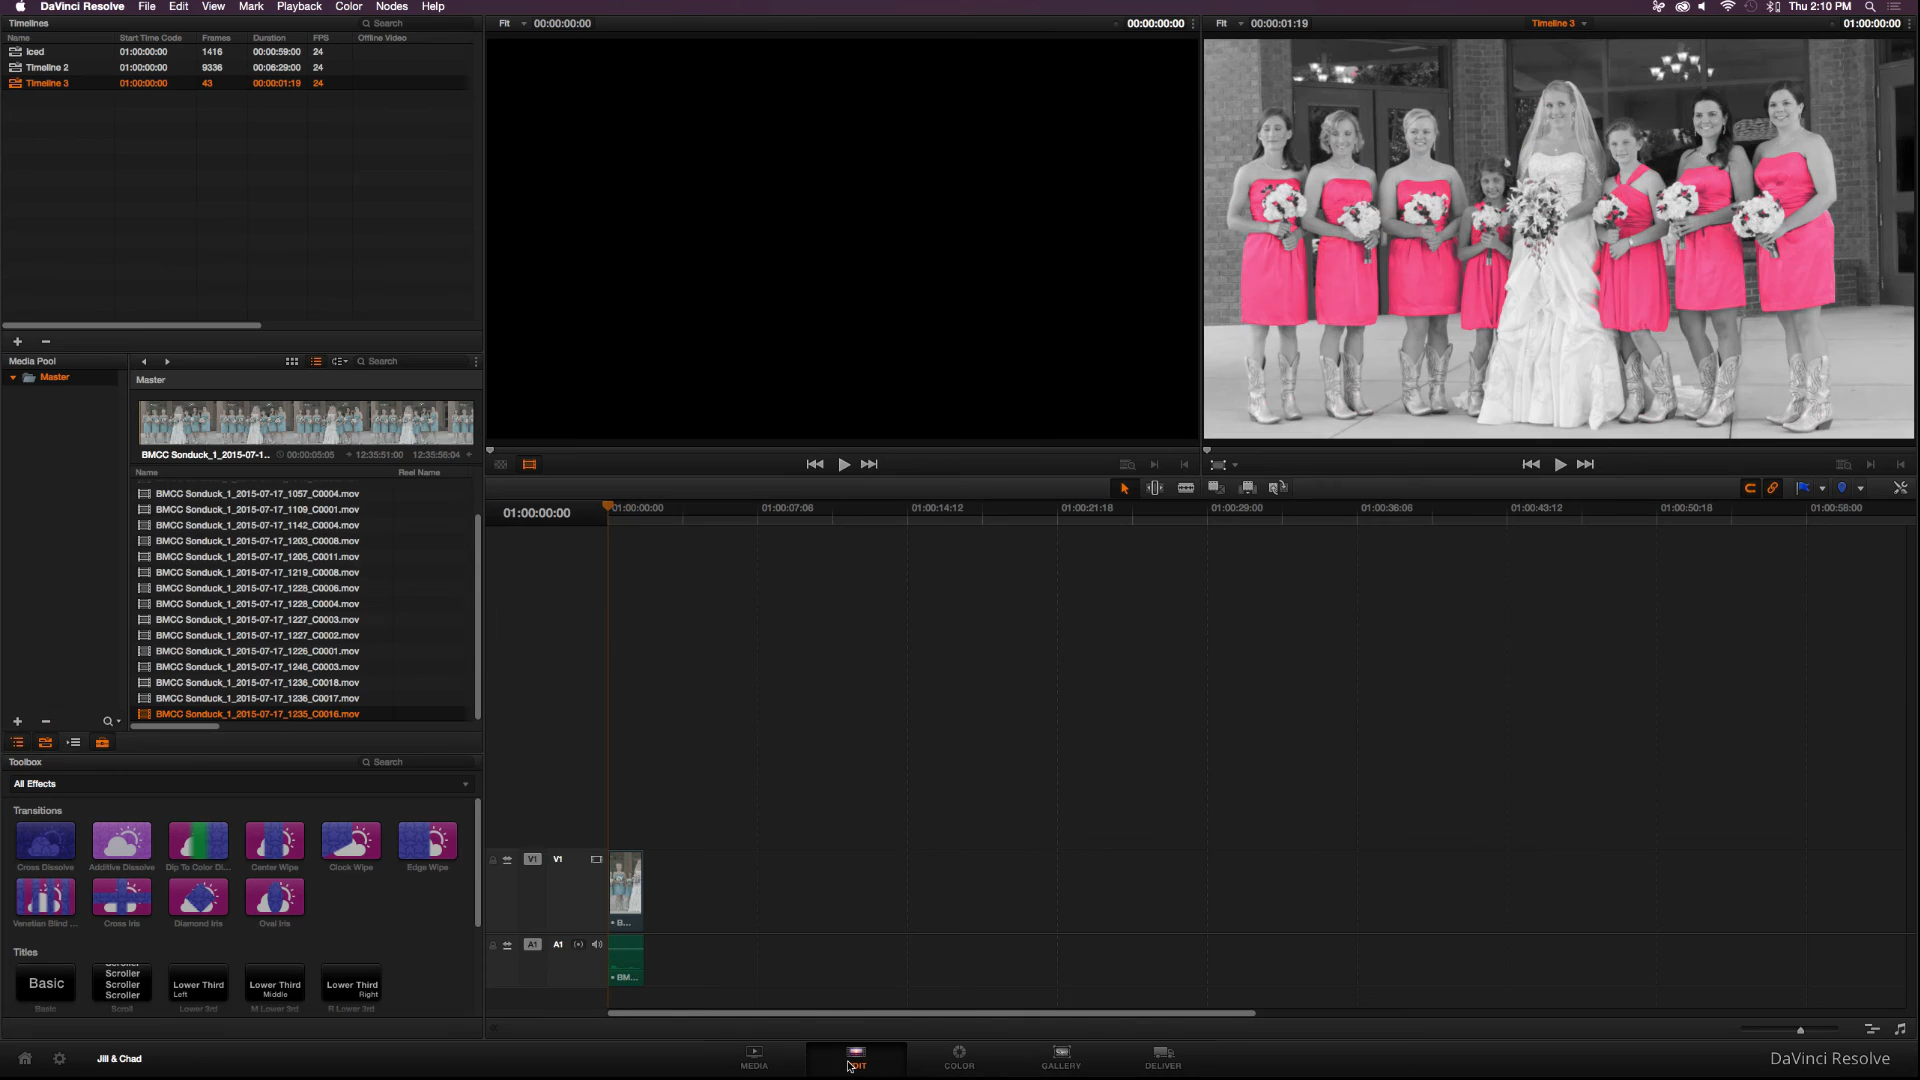 DaVinci Resolve File Edit View Mark Playback Color Nodes Help Thu 2:10 PM
Timelines Search Fit 00:00:00:00 00:00:00:00 Fit 00:00:01:19 Timeline 3 01:00:00:00
Name Start Time Code Frames Duration FPS Offline Video
Iced 01:00:00:00 1416 00:00:59:00 24
Timeline 2 01:00:00:00 9336 00:06:29:00 24
Timeline 3 01:00:00:00 43 00:00:01:19 24
Media Pool Search
Master Master
BMCC Sonduck_1_2015-07-1... 00:00:05:05 12:35:51:00 12:35:56:04
Name Reel Name
BMCC Sonduck_1_2015-07-17_1057_C0004.mov
BMCC Sonduck_1_2015-07-17_1109_C0001.mov
BMCC Sonduck_1_2015-07-17_1142_C0004.mov
BMCC Sonduck_1_2015-07-17_1203_C0008.mov
BMCC Sonduck_1_2015-07-17_1205_C0011.mov
BMCC Sonduck_1_2015-07-17_1219_C0008.mov
BMCC Sonduck_1_2015-07-17_1228_C0006.mov
BMCC Sonduck_1_2015-07-17_1228_C0004.mov
BMCC Sonduck_1_2015-07-17_1227_C0003.mov
BMCC Sonduck_1_2015-07-17_1227_C0002.mov
BMCC Sonduck_1_2015-07-17_1226_C0001.mov
BMCC Sonduck_1_2015-07-17_1246_C0003.mov
BMCC Sonduck_1_2015-07-17_1236_C0018.mov
BMCC Sonduck_1_2015-07-17_1236_C0017.mov
BMCC Sonduck_1_2015-07-17_1235_C0016.mov
01:00:00:00 01:00:00:00 01:00:07:06 01:00:14:12 01:00:21:18 01:00:29:00 01:00:36:06 01:00:43:12 01:00:50:18 01:00:58:00
Toolbox Search
All Effects
Transitions
Cross Dissolve Additive Dissolve Dip To Color Di... Center Wipe Clock Wipe Edge Wipe
Venetian Blind ... Cross Iris Diamond Iris Oval Iris
Titles
Basic Scroller Scroller Scroller Lower Third Left Lower Third Middle Lower Third Right
Basic Scroll Lower 3rd M Lower 3rd R Lower 3rd
V1 V1
B...
A1 A1
BM...
Jill & Chad MEDIA COLOR GALLERY DELIVER DaVinci Resolve